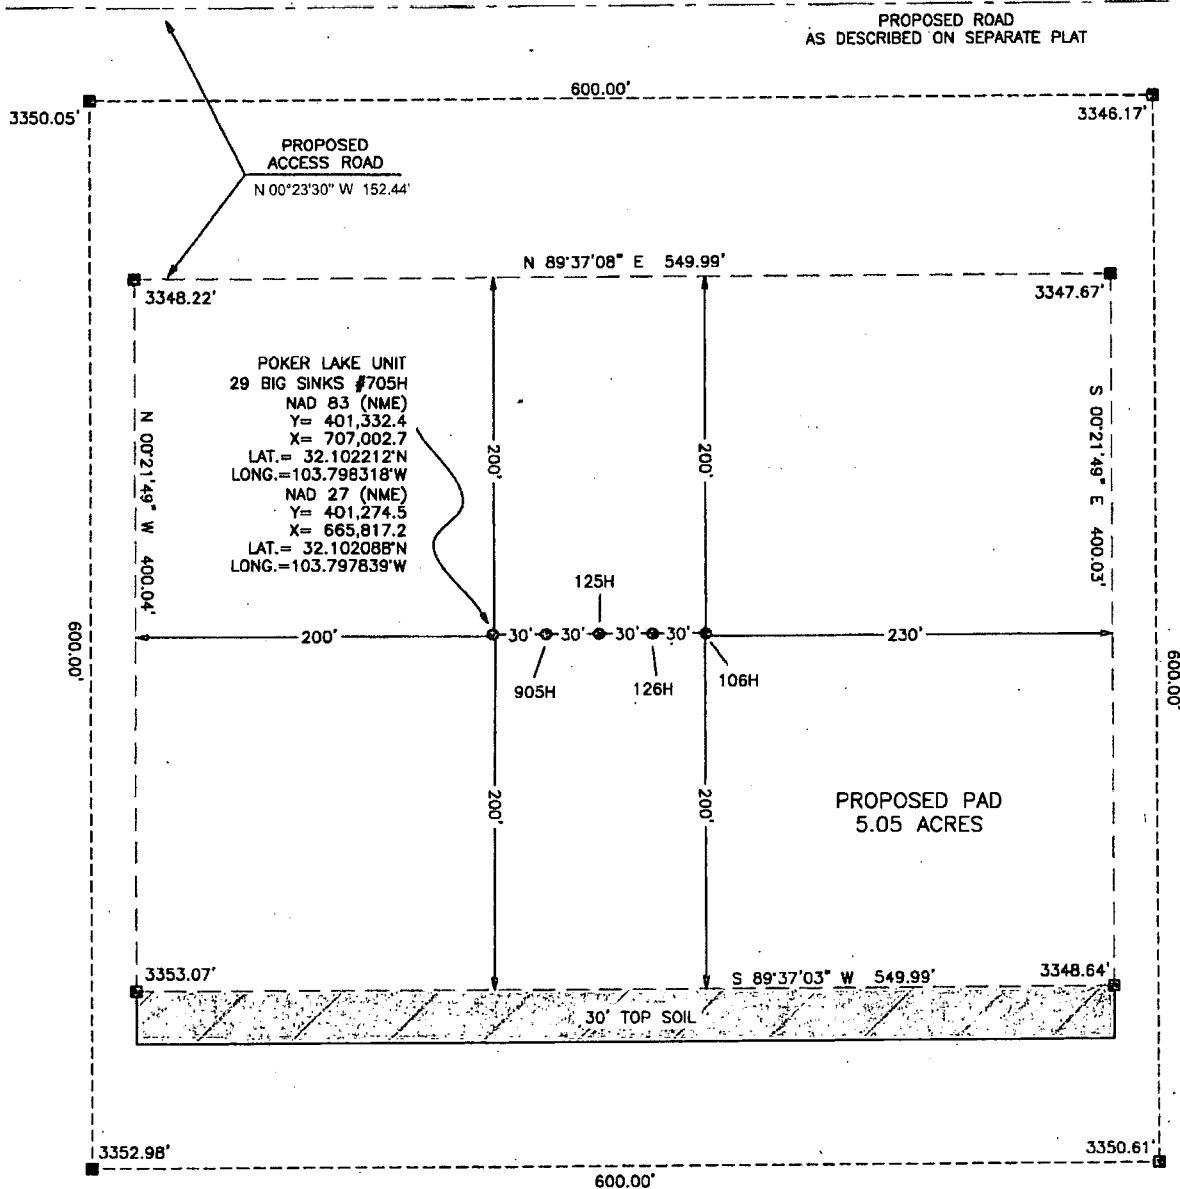 PROPOSED ROAD
AS DESCRIBED ON SEPARATE PLAT
600.00'
3350.05'
3346.17'
PROPOSED
ACCESS ROAD
N 00°23'30" W 152.44'
N 89°37'08" E 549.99'
3348.22'
3347.67'
POKER LAKE UNIT
29 BIG SINKS #705H
NAD 83 (NME)
Y= 401,332.4
X= 707,002.7
LAT.= 32.102212°N
LONG.=103.798318°W
NAD 27 (NME)
Y= 401,274.5
X= 665,817.2
LAT.= 32.102088°N
LONG.=103.797839°W
N 00°21'49" W 400.04'
S 00°21'49" E 400.03'
200'
200'
125H
200'
30'
30'
30'
30'
230'
905H
126H
106H
600.00'
600.00'
200'
200'
PROPOSED PAD
5.05 ACRES
3353.07'
S 89°37'03" W 549.99'
3348.64'
30' TOP SOIL
3352.98'
3350.61'
600.00'